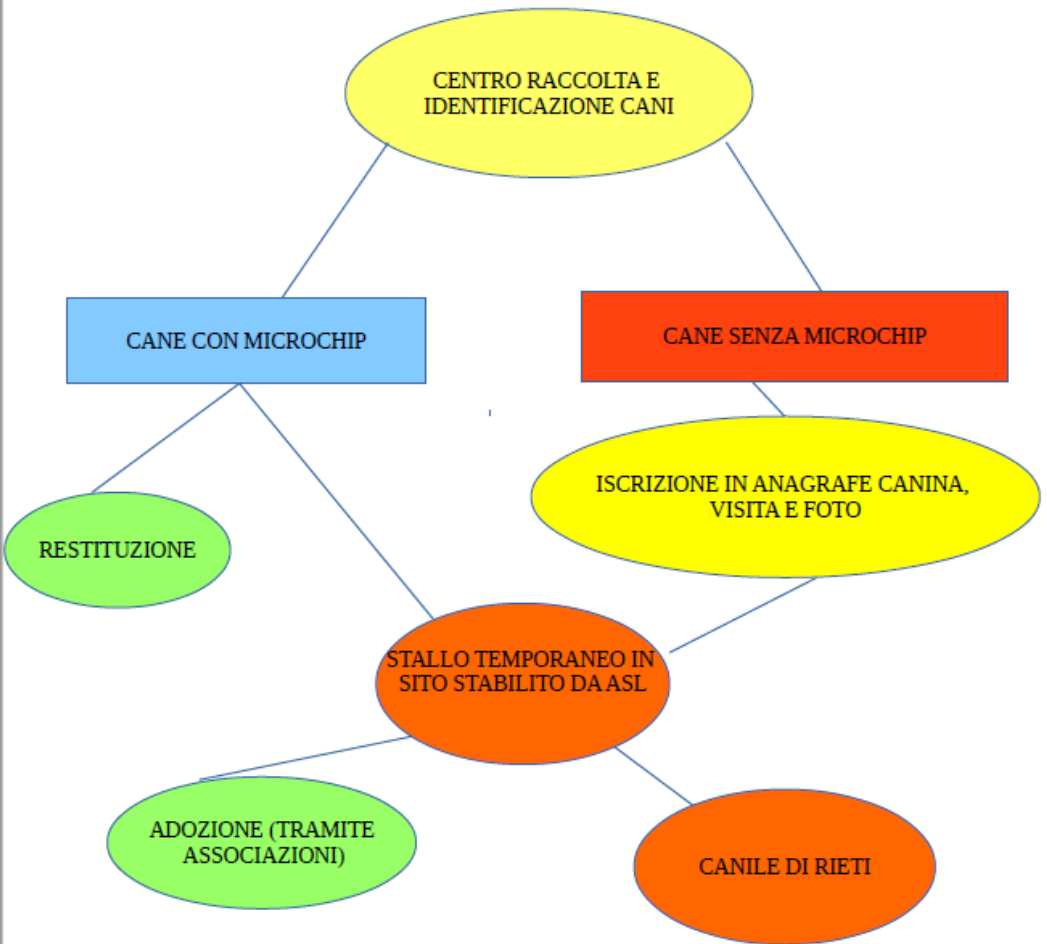 CENTRO RACCOLTA E
IDENTIFICAZIONE CANI
CANE CON MICROCHIP
CANE SENZA MICROCHIP
ISCRIZIONE IN ANAGRAFE CANINA,
VISITA E FOTO
RESTITUZIONE
STALLO TEMPORANEO IN
SITO STABILITO DA ASL
ADOZIONE (TRAMITE
ASSOCIAZIONI)
CANILE DI RIETI